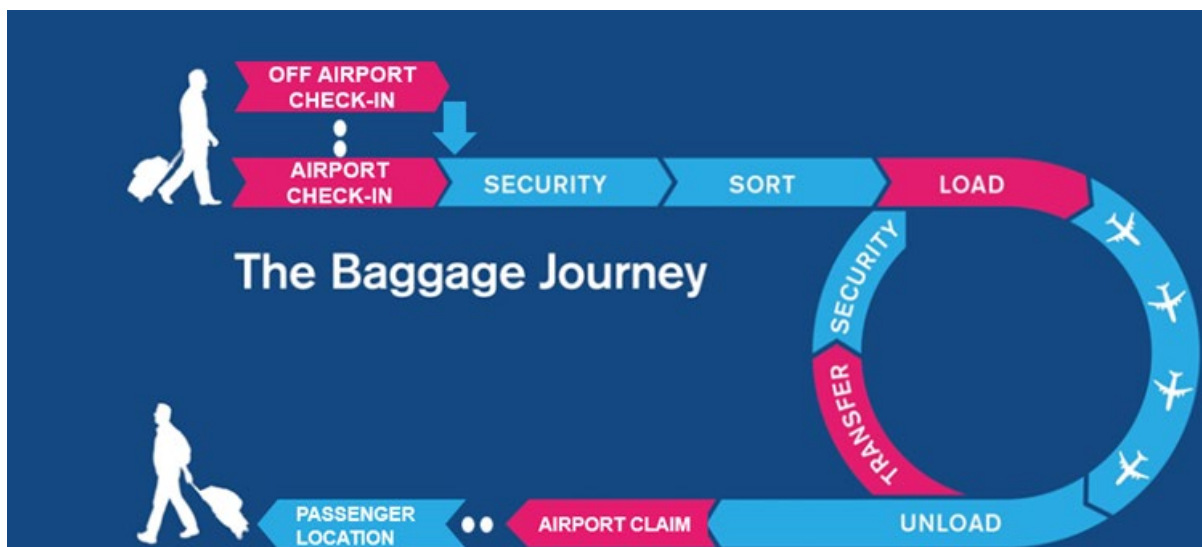 OFF AIRPORT
CHECK-IN
AIRPORT
CHECK-IN
SECURITY
SORT
LOAD
The Baggage Journey
SECURITY
TRANSFER
PASSENGER
LOCATION
AIRPORT CLAIM
UNLOAD